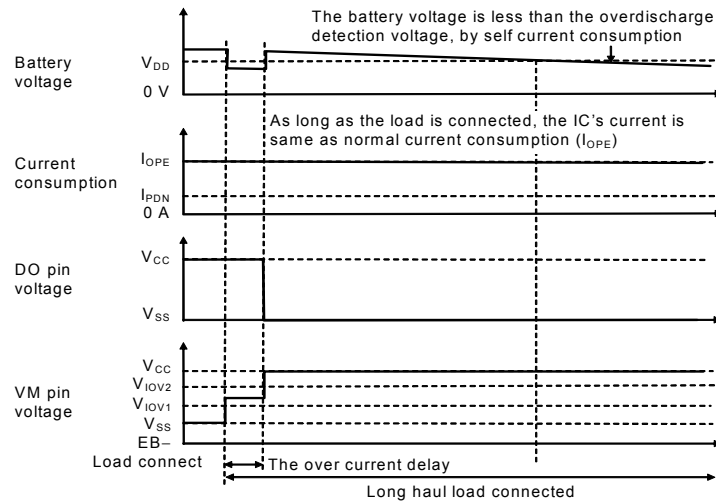 The battery voltage is less than the overdischarge
detection voltage, by self current consumption
Battery
voltage
VDD
0 V
As long as the load is connected, the IC's current is
same as normal current consumption (IOPE)
Current
consumption
IOPE
IPDN
0 A
DO pin
voltage
VCC
VSS
VM pin
voltage
VCC
VIOV2
VIOV1
VSS
EB–
Load connect
The over current delay
Long haul load connected